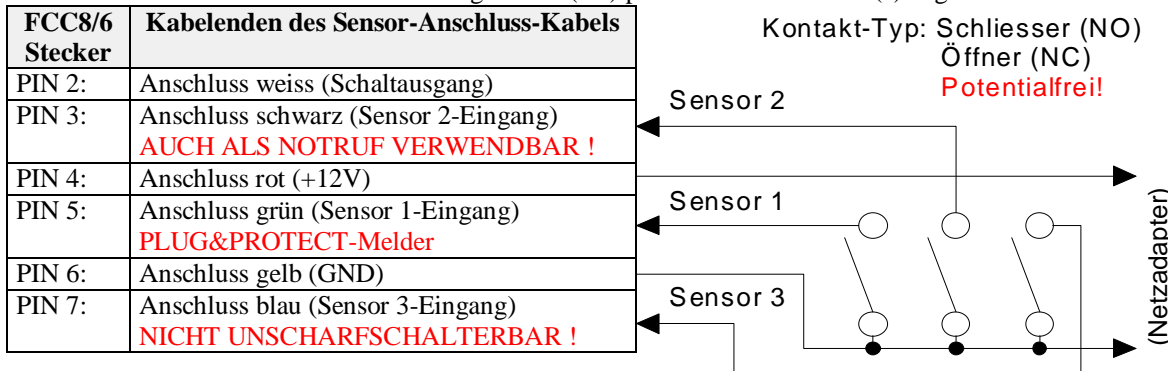 FCC8/6 Stecker
Kabelenden des Sensor-Anschluss-Kabels
PIN 2:
Anschluss weiss (Schaltausgang)
PIN 3:
Anschluss schwarz (Sensor 2-Eingang)
AUCH ALS NOTRUF VERWENDBAR !
PIN 4:
Anschluss rot (+12V)
PIN 5:
Anschluss grün (Sensor 1-Eingang)
PLUG&PROTECT-Melder
PIN 6:
Anschluss gelb (GND)
PIN 7:
Anschluss blau (Sensor 3-Eingang)
NICHT UNSCHARFSCHALTERBAR !
Kontakt-Typ: Schliesser (NO)
Öffner (NC)
Potentialfrei!
Sensor 2
Sensor 1
Sensor 3
(Netzadapter)